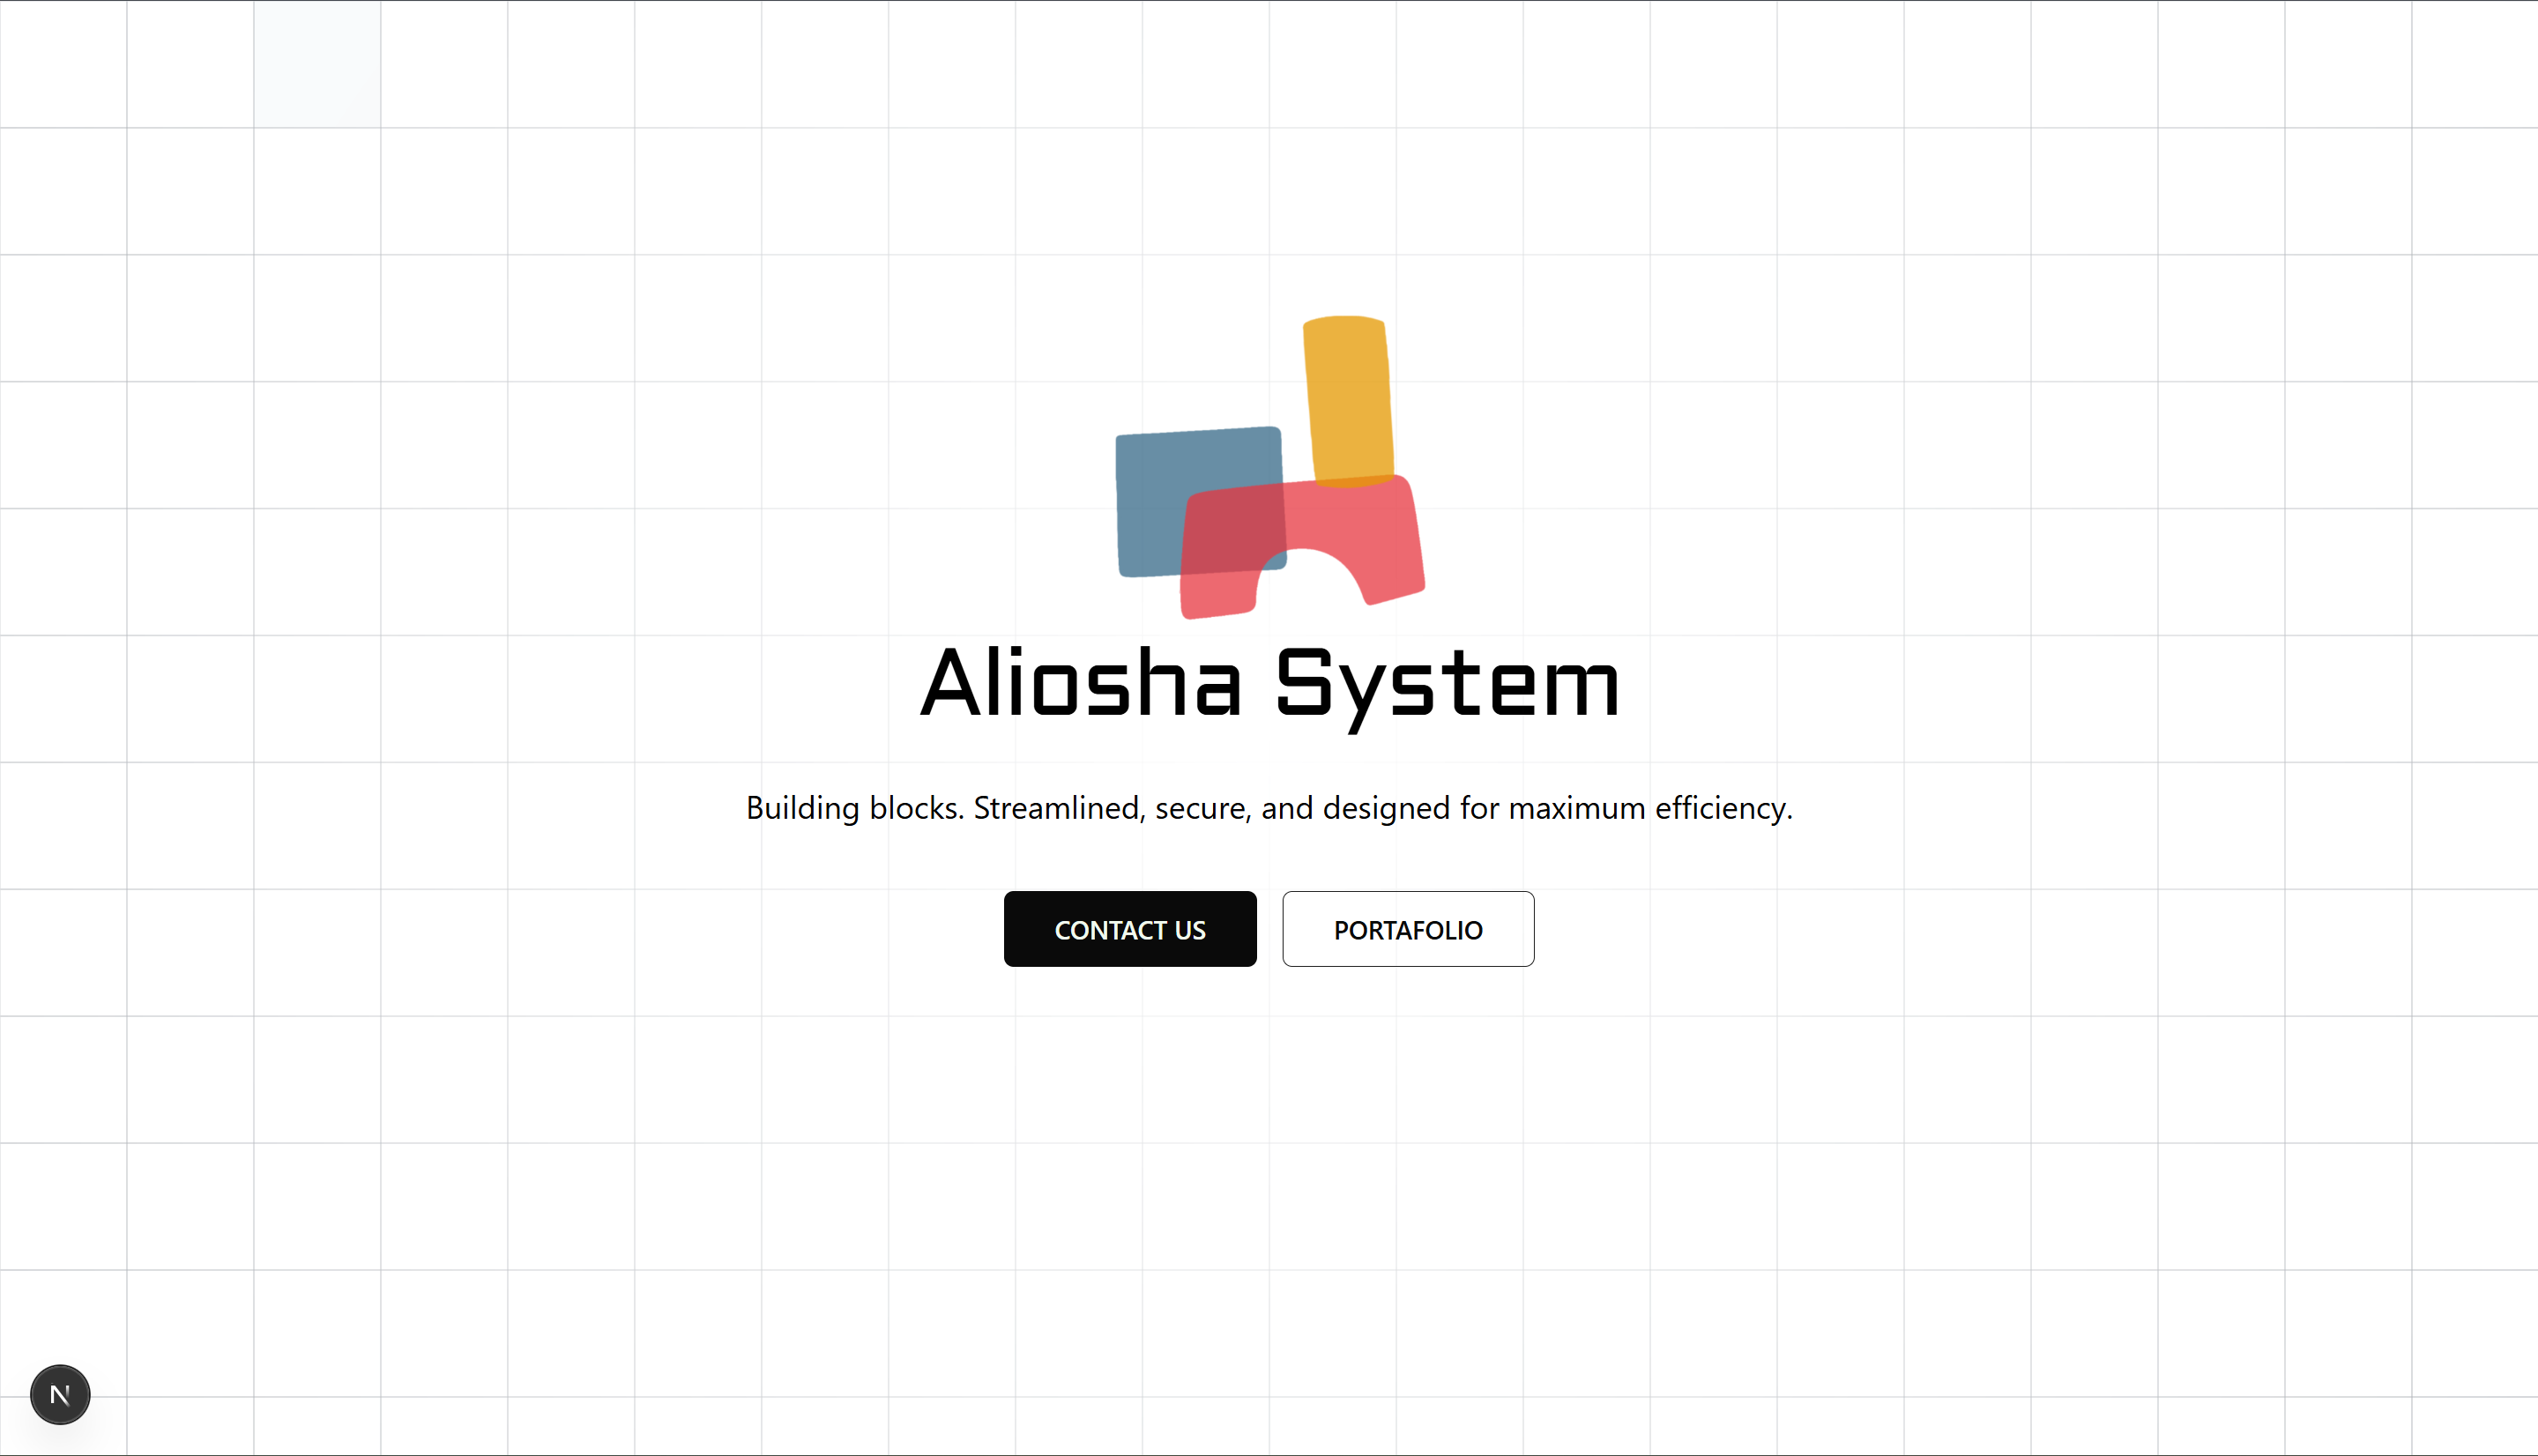 Aliosha System
Building blocks. Streamlined, secure, and designed for maximum efficiency.
CONTACT US
PORTAFOLIO
N